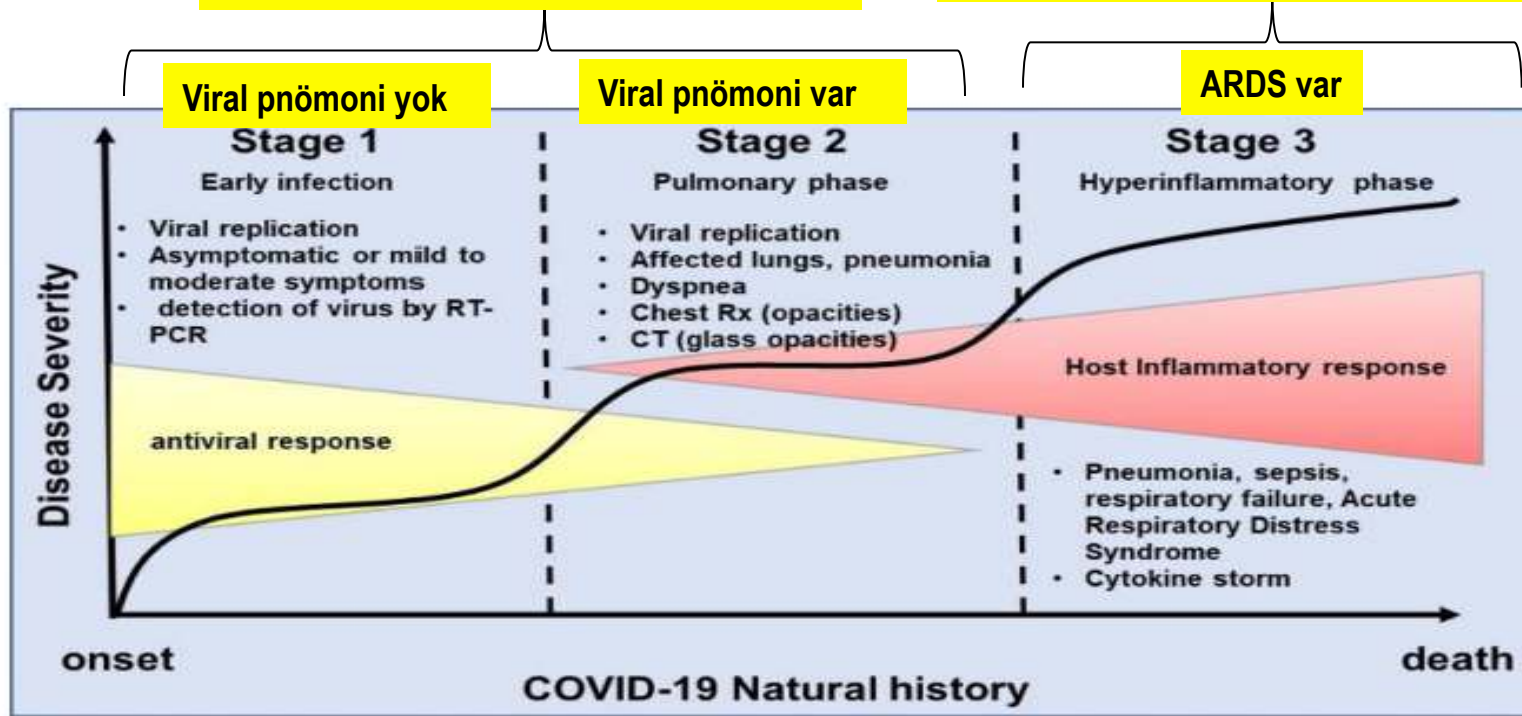 Viral pnömoni yok
Viral pnömoni var
ARDS var
Stage 1
Early infection
• Viral replication
• Asymptomatic or mild to
moderate symptoms
• detection of virus by RT-
PCR
Stage 2
Pulmonary phase
• Viral replication
• Affected lungs, pneumonia
• Dyspnea
• Chest Rx (opacities)
• CT (glass opacities)
Stage 3
Hyperinflammatory phase
Host Inflammatory response
antiviral response
• Pneumonia, sepsis,
respiratory failure, Acute
Respiratory Distress
Syndrome
• Cytokine storm
Disease Severity
onset
death
COVID-19 Natural history